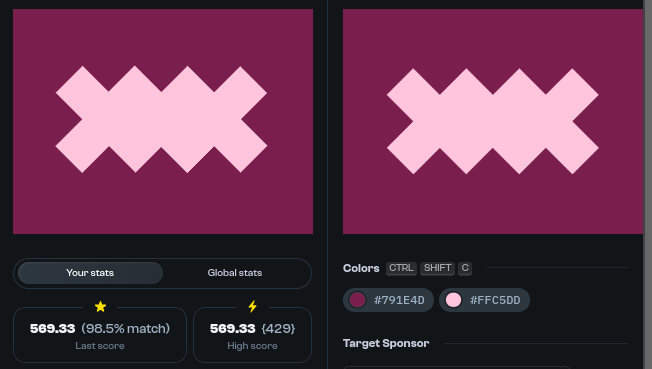 Your stats
Global stats
569.33 (98.5% match)
Last score
569.33 {429}
High score
Colors CTRL SHIFT C
#791E4D #FFC5DD
Target Sponsor